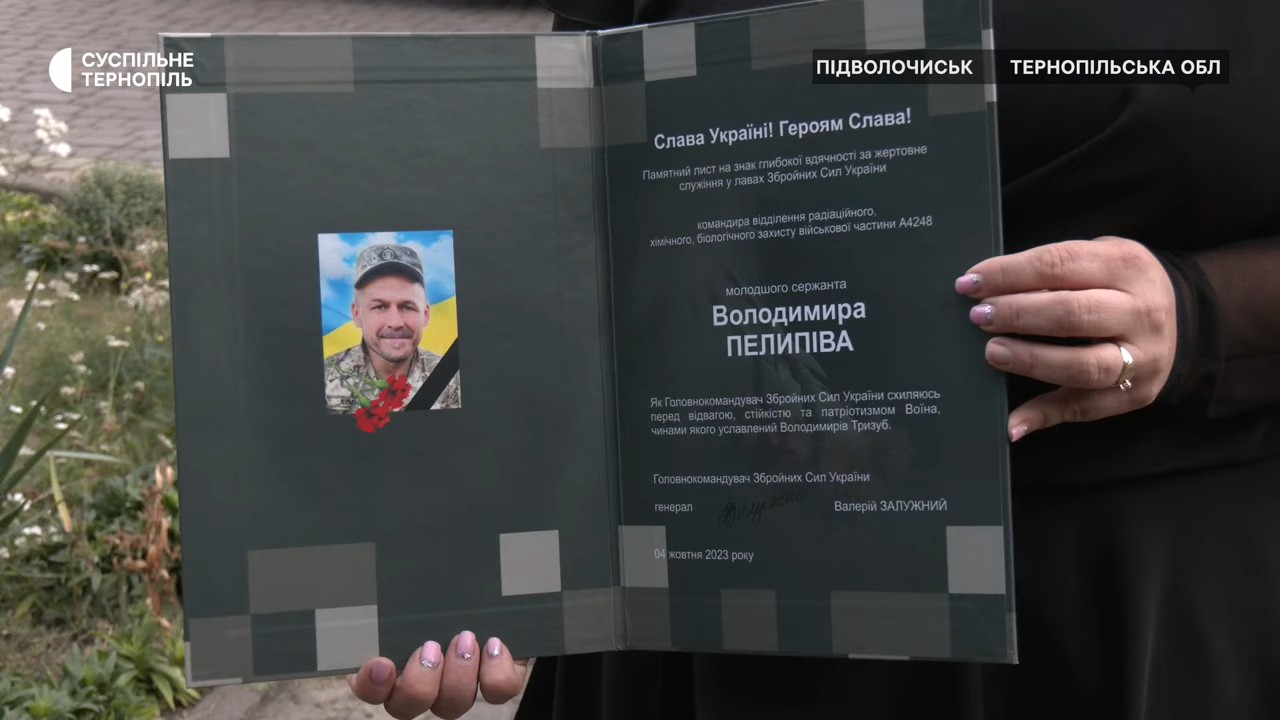 СУСПІЛЬНЕ
ТЕРНОПІЛЬ
ПІДВОЛОЧИСЬК
ТЕРНОПІЛЬСЬКА ОБЛ
Слава Україні! Героям Слава!
Памятний лист на знак глибокої вдячності за жертовне
служіння у лавах Збройних Сил України
командира відділення радіаційного,
хімічного, біологічного захисту військової частини А4248
молодшого сержанта
Володимира
ПЕЛИПІВА
Як Головнокомандувач Збройних Сил України схиляюсь
перед відвагою, стійкістю та патріотизмом Воїна,
чинами якого уславлений Володимирів Тризуб.
Головнокомандувач Збройних Сил України
генерал Валерій ЗАЛУЖНИЙ
04 жовтня 2023 року